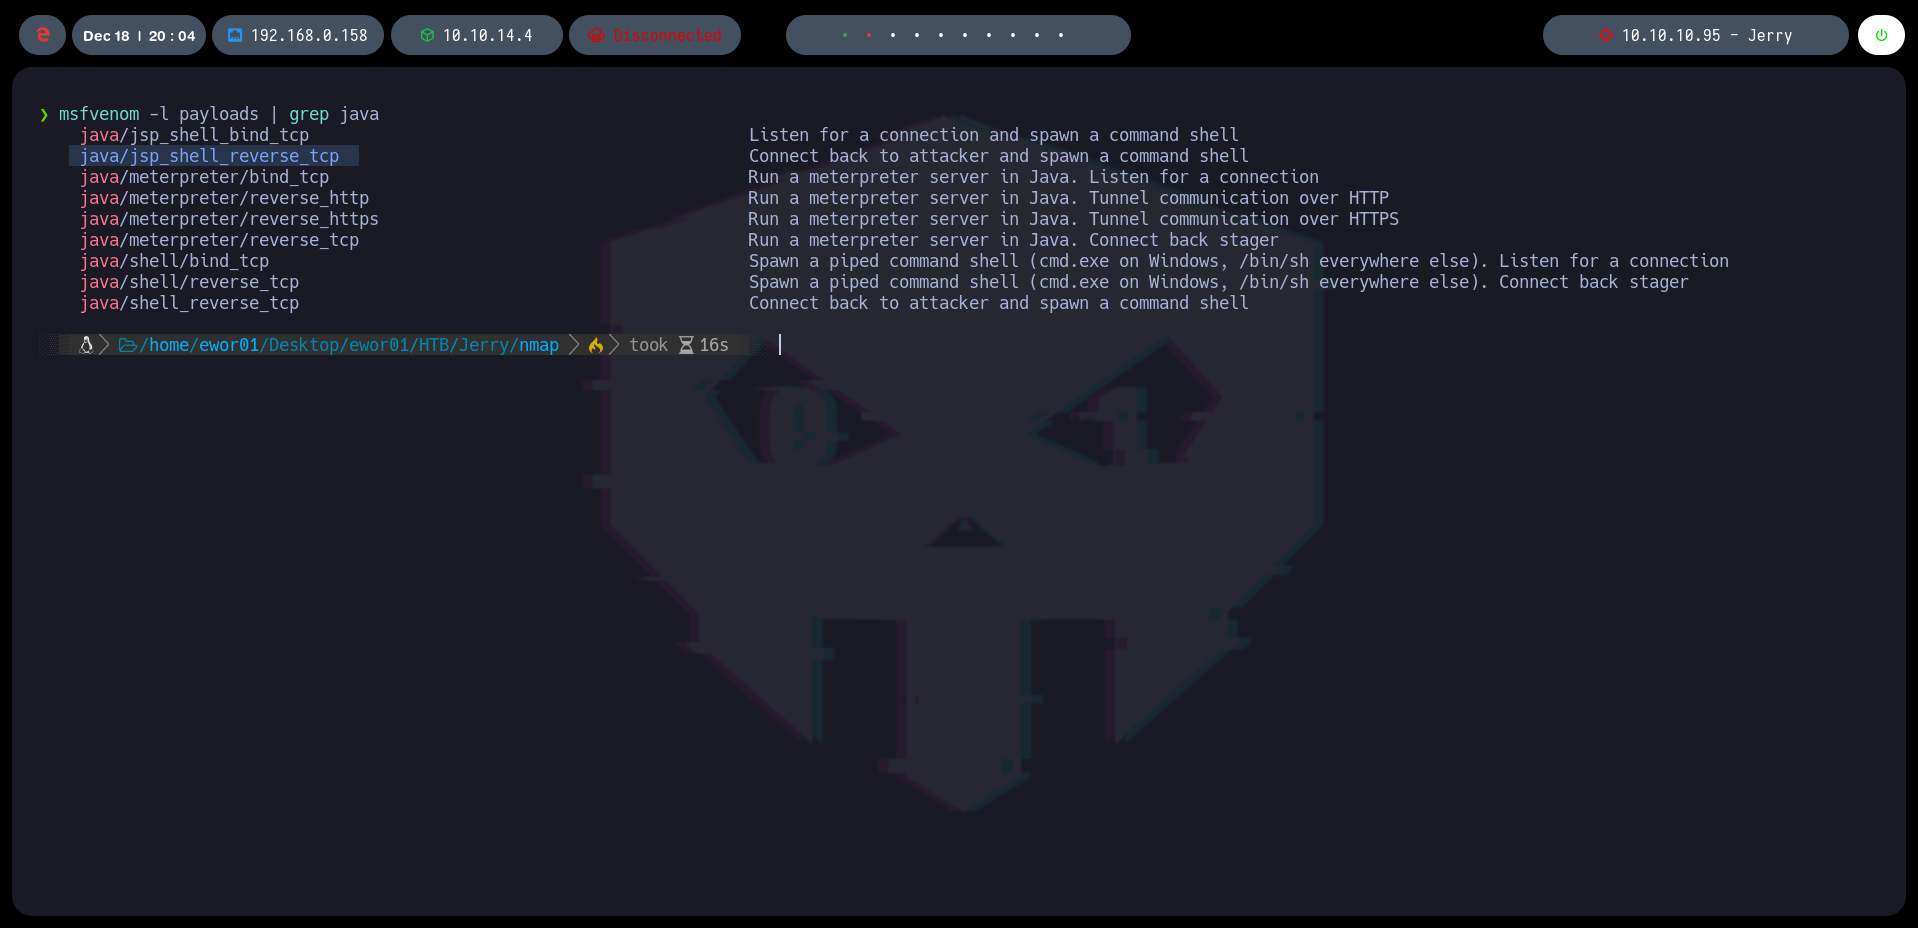 Dec 18 | 20 : 04 192.168.0.158 10.10.14.4 Disconnected 10.10.10.95 - Jerry
❯ msfvenom -l payloads | grep java
java/jsp_shell_bind_tcp Listen for a connection and spawn a command shell
java/jsp_shell_reverse_tcp Connect back to attacker and spawn a command shell
java/meterpreter/bind_tcp Run a meterpreter server in Java. Listen for a connection
java/meterpreter/reverse_http Run a meterpreter server in Java. Tunnel communication over HTTP
java/meterpreter/reverse_https Run a meterpreter server in Java. Tunnel communication over HTTPS
java/meterpreter/reverse_tcp Run a meterpreter server in Java. Connect back stager
java/shell/bind_tcp Spawn a piped command shell (cmd.exe on Windows, /bin/sh everywhere else). Listen for a connection
java/shell/reverse_tcp Spawn a piped command shell (cmd.exe on Windows, /bin/sh everywhere else). Connect back stager
java/shell_reverse_tcp Connect back to attacker and spawn a command shell
/home/ewor01/Desktop/ewor01/HTB/Jerry/nmap took 16s
0 1